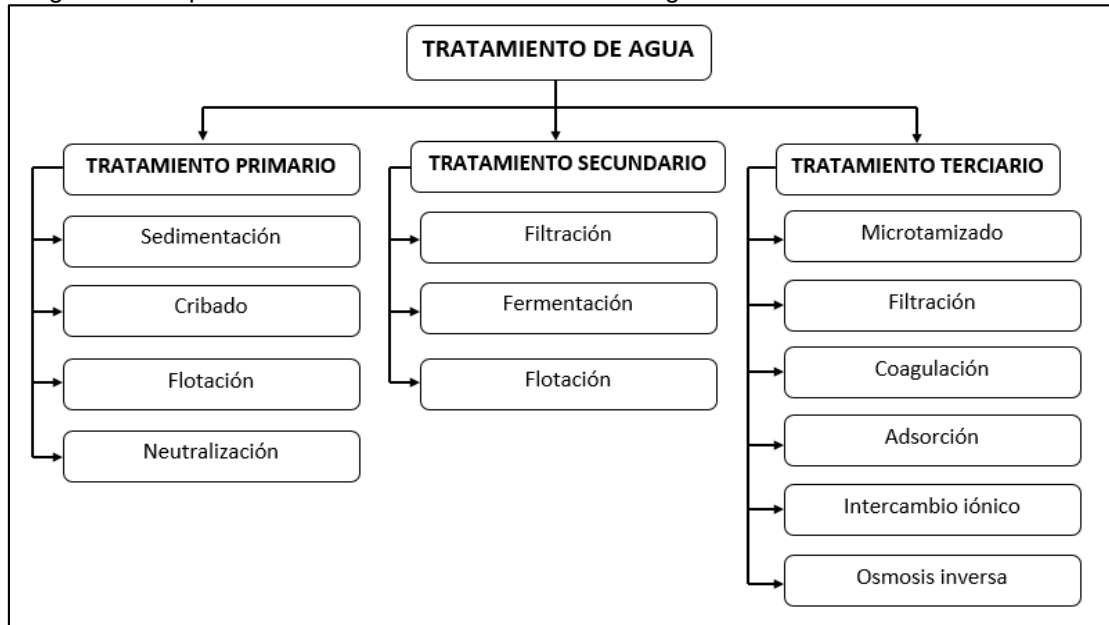 TRATAMIENTO DE AGUA
TRATAMIENTO PRIMARIO
Sedimentación
Cribado
Flotación
Neutralización
TRATAMIENTO SECUNDARIO
Filtración
Fermentación
Flotación
TRATAMIENTO TERCIARIO
Microtamizado
Filtración
Coagulación
Adsorción
Intercambio iónico
Osmosis inversa